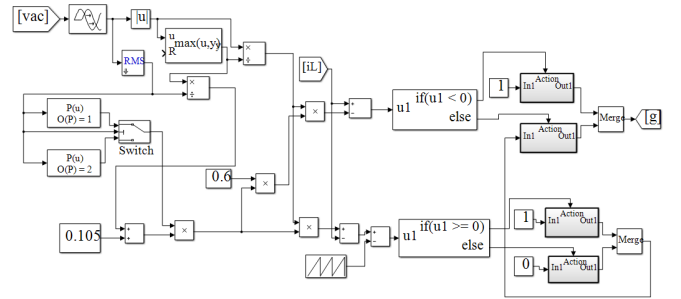 [vac]
|u|
u
R
max(u,y)
y
×
÷
RMS
[iL]
×
÷
P(u)
O(P) = 1
Switch
P(u)
O(P) = 2
×
+
−
u1
if(u1 < 0)
else
1
Action
In1
Out1
Action
In1
Out1
Merge
[g]
0.6
×
0.105
+
+
×
×
+
−
+
−
u1
if(u1 >= 0)
else
1
Action
In1
Out1
0
Action
In1
Out1
Merge